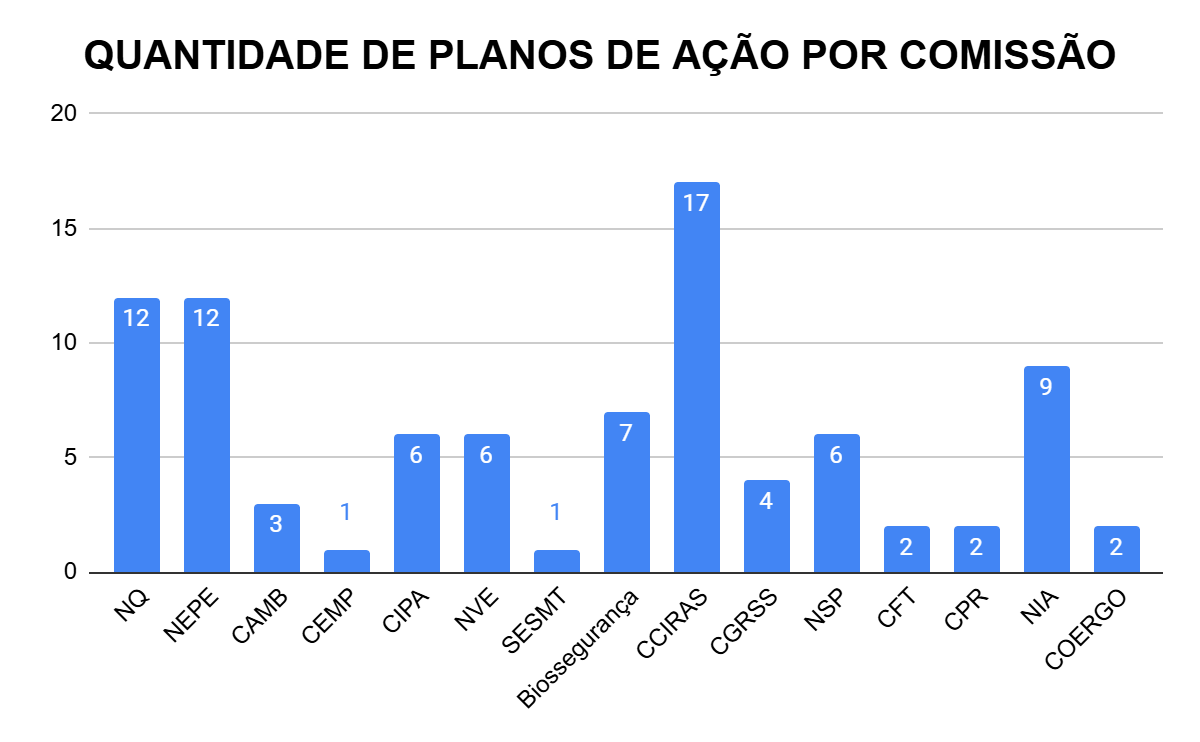 QUANTIDADE DE PLANOS DE AÇÃO POR COMISSÃO
20
15
10
5
0
12
12
3
1
6
6
1
7
17
4
6
2
2
9
2
NQ
NEPE
CAMB
CEMP
CIPA
NVE
SESMT
Biossegurança
CCIRAS
CGRSS
NSP
CFT
CPR
NIA
COERGO